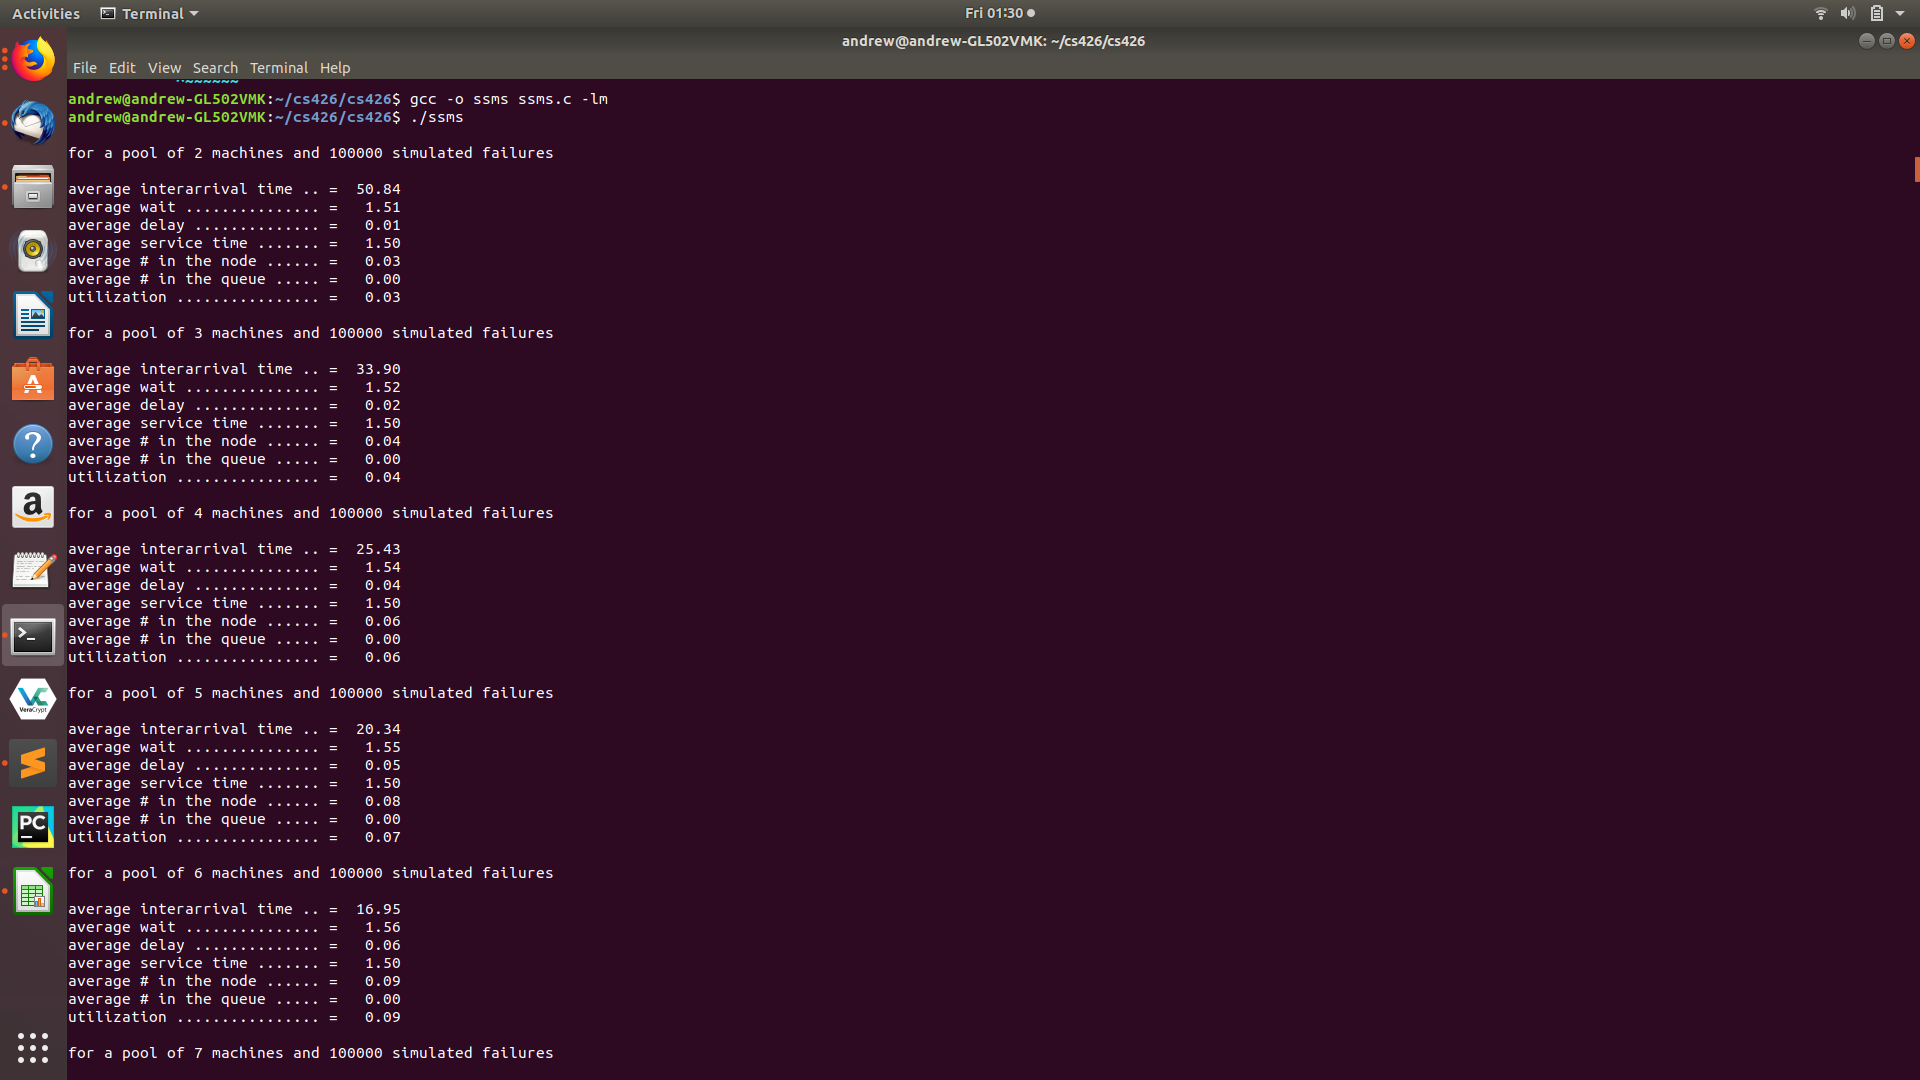 Activities Terminal Fri 01:30
andrew@andrew-GL502VMK: ~/cs426/cs426
File Edit View Search Terminal Help
andrew@andrew-GL502VMK:~/cs426/cs426$ gcc -o ssms ssms.c -lm
andrew@andrew-GL502VMK:~/cs426/cs426$ ./ssms
for a pool of 2 machines and 100000 simulated failures
average interarrival time .. =  50.84
average wait ............... =   1.51
average delay .............. =   0.01
average service time ....... =   1.50
average # in the node ...... =   0.03
average # in the queue ..... =   0.00
utilization ................ =   0.03
for a pool of 3 machines and 100000 simulated failures
average interarrival time .. =  33.90
average wait ............... =   1.52
average delay .............. =   0.02
average service time ....... =   1.50
average # in the node ...... =   0.04
average # in the queue ..... =   0.00
utilization ................ =   0.04
for a pool of 4 machines and 100000 simulated failures
average interarrival time .. =  25.43
average wait ............... =   1.54
average delay .............. =   0.04
average service time ....... =   1.50
average # in the node ...... =   0.06
average # in the queue ..... =   0.00
utilization ................ =   0.06
for a pool of 5 machines and 100000 simulated failures
average interarrival time .. =  20.34
average wait ............... =   1.55
average delay .............. =   0.05
average service time ....... =   1.50
average # in the node ...... =   0.08
average # in the queue ..... =   0.00
utilization ................ =   0.07
for a pool of 6 machines and 100000 simulated failures
average interarrival time .. =  16.95
average wait ............... =   1.56
average delay .............. =   0.06
average service time ....... =   1.50
average # in the node ...... =   0.09
average # in the queue ..... =   0.00
utilization ................ =   0.09
for a pool of 7 machines and 100000 simulated failures
VeraCrypt
PC